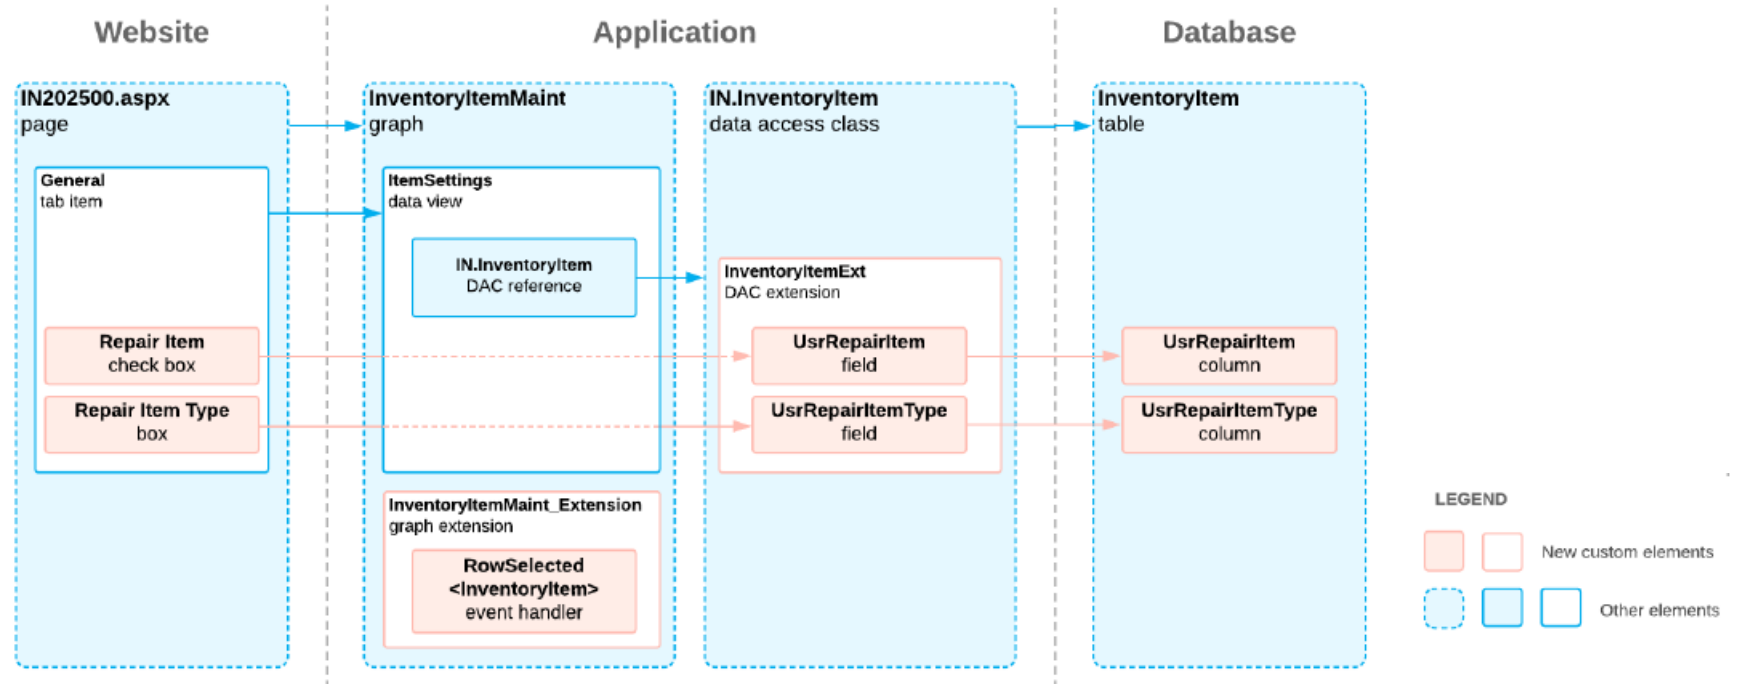 Website
Application
Database
IN202500.aspx
page
General
tab item
Repair Item
check box
Repair Item Type
box
InventoryItemMaint
graph
ItemSettings
data view
IN.InventoryItem
DAC reference
InventoryItemMaint_Extension
graph extension
RowSelected
<InventoryItem>
event handler
IN.InventoryItem
data access class
InventoryItemExt
DAC extension
UsrRepairItem
field
UsrRepairItemType
field
InventoryItem
table
UsrRepairItem
column
UsrRepairItemType
column
LEGEND
New custom elements
Other elements